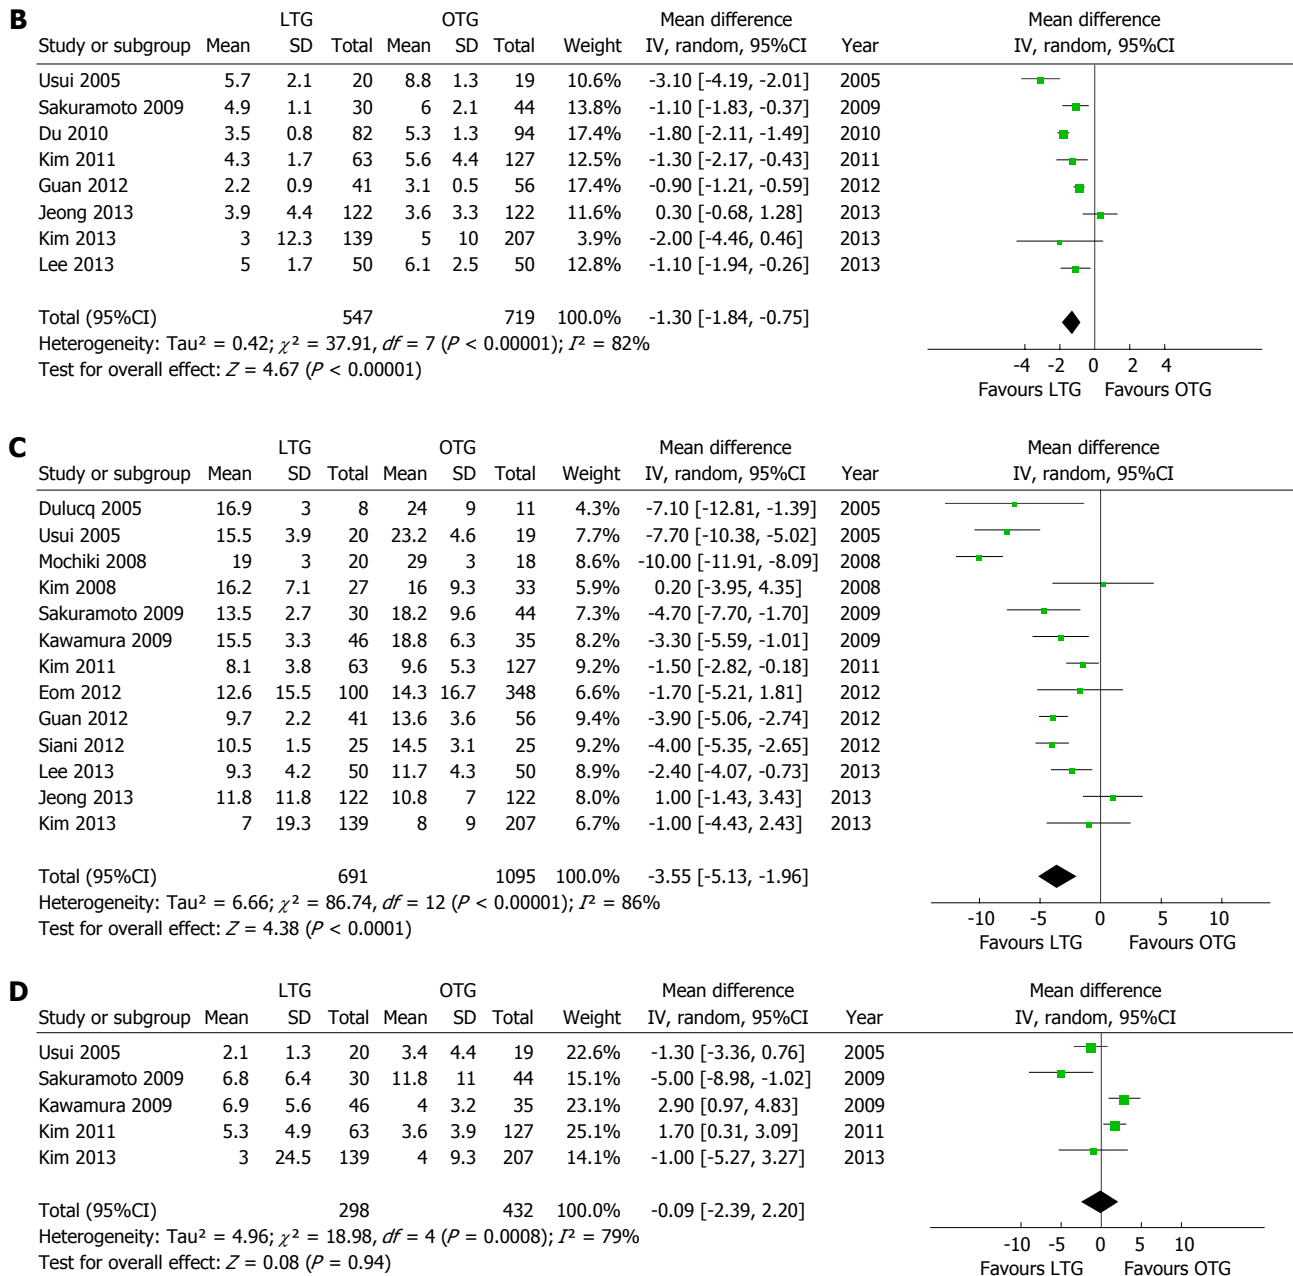 B LTG OTG Mean difference Mean difference
Study or subgroup Mean SD Total Mean SD Total Weight IV, random, 95%CI Year IV, random, 95%CI
Usui 2005 5.7 2.1 20 8.8 1.3 19 10.6% -3.10 [-4.19, -2.01] 2005
Sakuramoto 2009 4.9 1.1 30 6 2.1 44 13.8% -1.10 [-1.83, -0.37] 2009
Du 2010 3.5 0.8 82 5.3 1.3 94 17.4% -1.80 [-2.11, -1.49] 2010
Kim 2011 4.3 1.7 63 5.6 4.4 127 12.5% -1.30 [-2.17, -0.43] 2011
Guan 2012 2.2 0.9 41 3.1 0.5 56 17.4% -0.90 [-1.21, -0.59] 2012
Jeong 2013 3.9 4.4 122 3.6 3.3 122 11.6% 0.30 [-0.68, 1.28] 2013
Kim 2013 3 12.3 139 5 10 207 3.9% -2.00 [-4.46, 0.46] 2013
Lee 2013 5 1.7 50 6.1 2.5 50 12.8% -1.10 [-1.94, -0.26] 2013
Total (95%CI) 547 719 100.0% -1.30 [-1.84, -0.75]
Heterogeneity: Tau² = 0.42; χ² = 37.91, df = 7 (P < 0.00001); I² = 82%
Test for overall effect: Z = 4.67 (P < 0.00001)
-4 -2 0 2 4
Favours LTG Favours OTG
C LTG OTG Mean difference Mean difference
Study or subgroup Mean SD Total Mean SD Total Weight IV, random, 95%CI Year IV, random, 95%CI
Dulucq 2005 16.9 3 8 24 9 11 4.3% -7.10 [-12.81, -1.39] 2005
Usui 2005 15.5 3.9 20 23.2 4.6 19 7.7% -7.70 [-10.38, -5.02] 2005
Mochiki 2008 19 3 20 29 3 18 8.6% -10.00 [-11.91, -8.09] 2008
Kim 2008 16.2 7.1 27 16 9.3 33 5.9% 0.20 [-3.95, 4.35] 2008
Sakuramoto 2009 13.5 2.7 30 18.2 9.6 44 7.3% -4.70 [-7.70, -1.70] 2009
Kawamura 2009 15.5 3.3 46 18.8 6.3 35 8.2% -3.30 [-5.59, -1.01] 2009
Kim 2011 8.1 3.8 63 9.6 5.3 127 9.2% -1.50 [-2.82, -0.18] 2011
Eom 2012 12.6 15.5 100 14.3 16.7 348 6.6% -1.70 [-5.21, 1.81] 2012
Guan 2012 9.7 2.2 41 13.6 3.6 56 9.4% -3.90 [-5.06, -2.74] 2012
Siani 2012 10.5 1.5 25 14.5 3.1 25 9.2% -4.00 [-5.35, -2.65] 2012
Lee 2013 9.3 4.2 50 11.7 4.3 50 8.9% -2.40 [-4.07, -0.73] 2013
Jeong 2013 11.8 11.8 122 10.8 7 122 8.0% 1.00 [-1.43, 3.43] 2013
Kim 2013 7 19.3 139 8 9 207 6.7% -1.00 [-4.43, 2.43] 2013
Total (95%CI) 691 1095 100.0% -3.55 [-5.13, -1.96]
Heterogeneity: Tau² = 6.66; χ² = 86.74, df = 12 (P < 0.00001); I² = 86%
Test for overall effect: Z = 4.38 (P < 0.0001)
-10 -5 0 5 10
Favours LTG Favours OTG
D LTG OTG Mean difference Mean difference
Study or subgroup Mean SD Total Mean SD Total Weight IV, random, 95%CI Year IV, random, 95%CI
Usui 2005 2.1 1.3 20 3.4 4.4 19 22.6% -1.30 [-3.36, 0.76] 2005
Sakuramoto 2009 6.8 6.4 30 11.8 11 44 15.1% -5.00 [-8.98, -1.02] 2009
Kawamura 2009 6.9 5.6 46 4 3.2 35 23.1% 2.90 [0.97, 4.83] 2009
Kim 2011 5.3 4.9 63 3.6 3.9 127 25.1% 1.70 [0.31, 3.09] 2011
Kim 2013 3 24.5 139 4 9.3 207 14.1% -1.00 [-5.27, 3.27] 2013
Total (95%CI) 298 432 100.0% -0.09 [-2.39, 2.20]
Heterogeneity: Tau² = 4.96; χ² = 18.98, df = 4 (P = 0.0008); I² = 79%
Test for overall effect: Z = 0.08 (P = 0.94)
-10 -5 0 5 10
Favours LTG Favours OTG